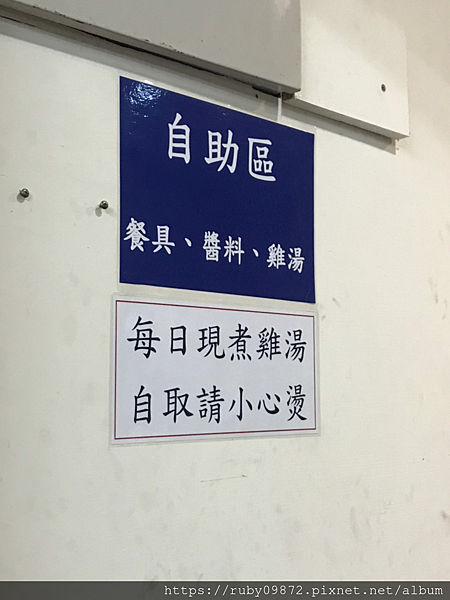 自助區
餐具、醬料、雞湯
每日現煮雞湯
自取請小心燙
https://ruby09872.pixnet.net/album